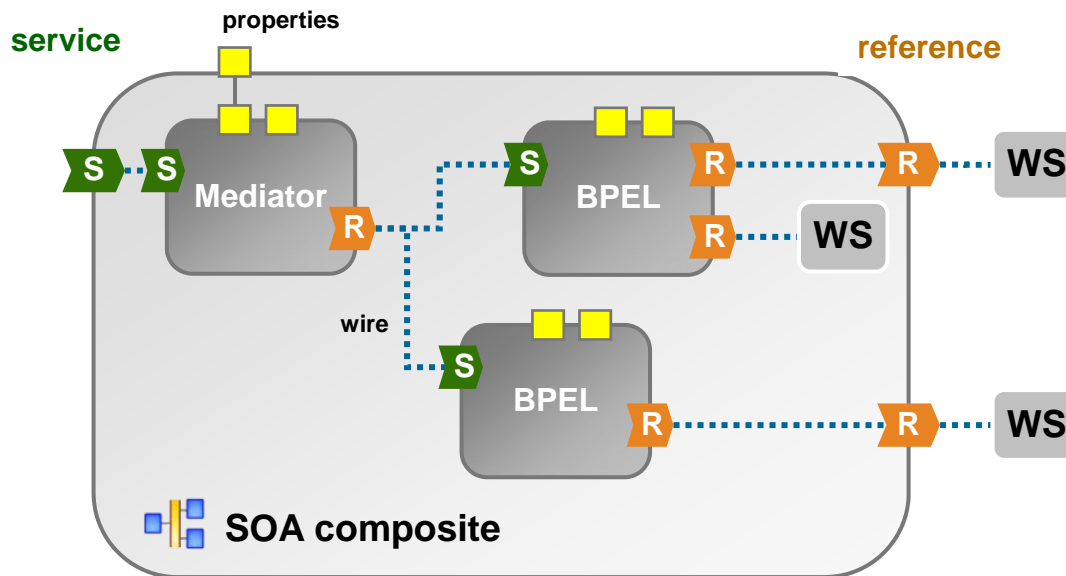 properties
service
reference
S
S
Mediator
R
S
BPEL
R
R
R
WS
WS
wire
S
BPEL
R
R
WS
SOA composite